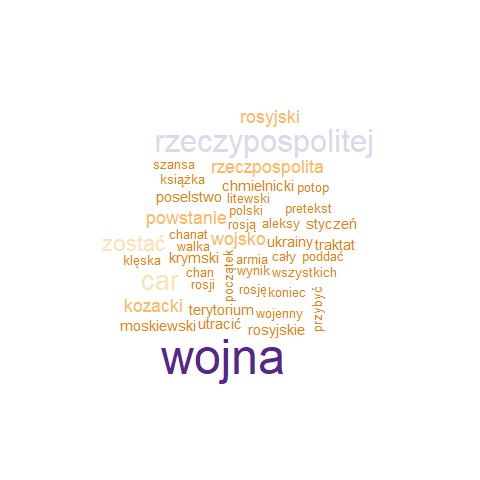 rosyjski
rzeczypospolitej
szansa
rzeczpospolita
książka
chmielnicki
potop
poselstwo
litewski
powstanie
polski
pretekst
rosją
aleksy
styczeń
chanat
wojsko
zostać
walka
ukrainy
traktat
klęska
krymski
początek
armia
cały
poddać
chan
wynik
wszystkich
car
rosji
rosję
koniec
przybyć
kozacki
terytorium
wojenny
moskiewski
utracić
rosyjskie
wojna